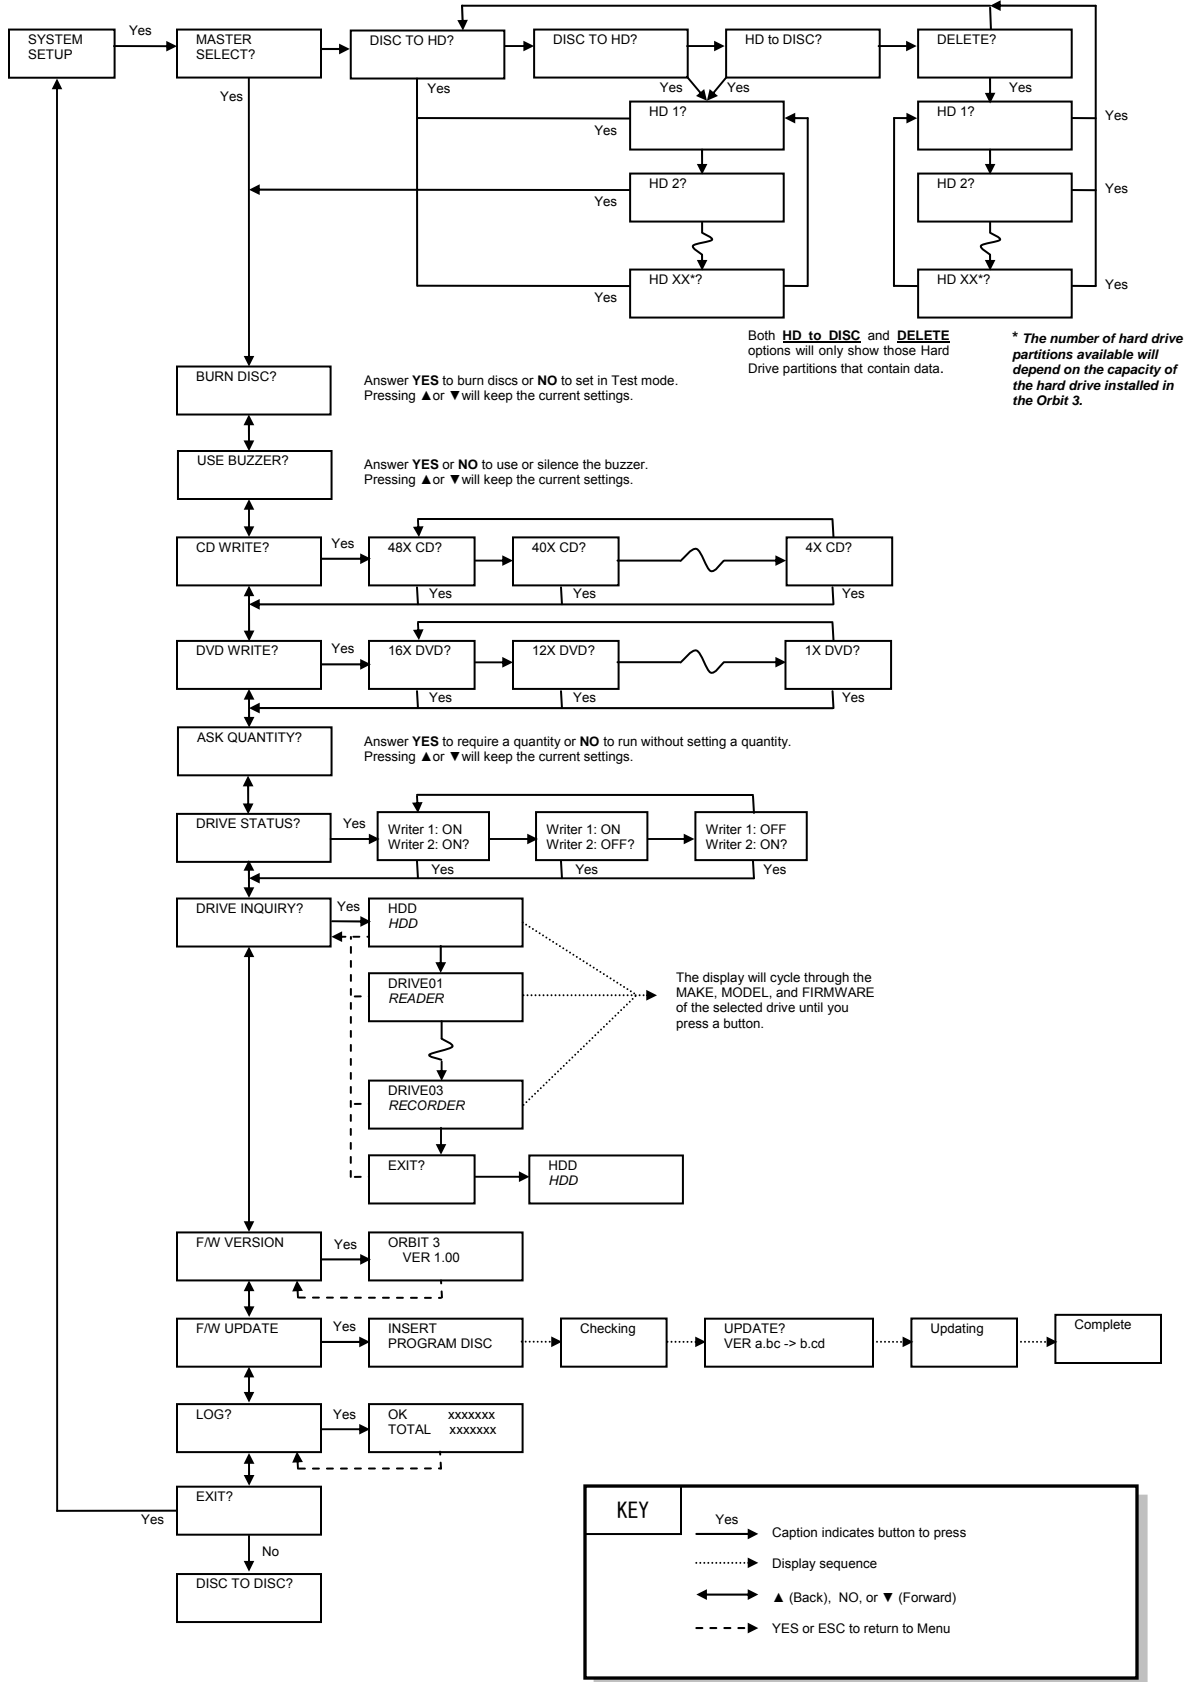 SYSTEM
SETUP
Yes
MASTER
SELECT?
DISC TO HD?
DISC TO HD?
HD to DISC?
DELETE?
Yes
Yes
Yes
Yes
Yes
HD 1?
Yes
HD 1?
Yes
HD 2?
Yes
HD 2?
Yes
HD XX*?
Yes
HD XX*?
Yes
Both HD to DISC and DELETE
options will only show those Hard
Drive partitions that contain data.
* The number of hard drive
partitions available will
depend on the capacity of
the hard drive installed in
the Orbit 3.
BURN DISC?
Answer YES to burn discs or NO to set in Test mode.
Pressing ▲or ▼will keep the current settings.
USE BUZZER?
Answer YES or NO to use or silence the buzzer.
Pressing ▲or ▼will keep the current settings.
CD WRITE?
Yes
48X CD?
40X CD?
4X CD?
Yes
Yes
Yes
DVD WRITE?
Yes
16X DVD?
12X DVD?
1X DVD?
Yes
Yes
Yes
ASK QUANTITY?
Answer YES to require a quantity or NO to run without setting a quantity.
Pressing ▲or ▼will keep the current settings.
DRIVE STATUS?
Yes
Writer 1: ON
Writer 2: ON?
Writer 1: ON
Writer 2: OFF?
Writer 1: OFF
Writer 2: ON?
Yes
Yes
Yes
DRIVE INQUIRY?
Yes
HDD
HDD
DRIVE01
READER
The display will cycle through the
MAKE, MODEL, and FIRMWARE
of the selected drive until you
press a button.
DRIVE03
RECORDER
EXIT?
HDD
HDD
F/W VERSION
Yes
ORBIT 3
VER 1.00
F/W UPDATE
Yes
INSERT
PROGRAM DISC
Checking
UPDATE?
VER a.bc -> b.cd
Updating
Complete
LOG?
Yes
OK xxxxxxx
TOTAL xxxxxxx
EXIT?
Yes
No
DISC TO DISC?
KEY
Yes
Caption indicates button to press
Display sequence
▲ (Back), NO, or ▼ (Forward)
YES or ESC to return to Menu